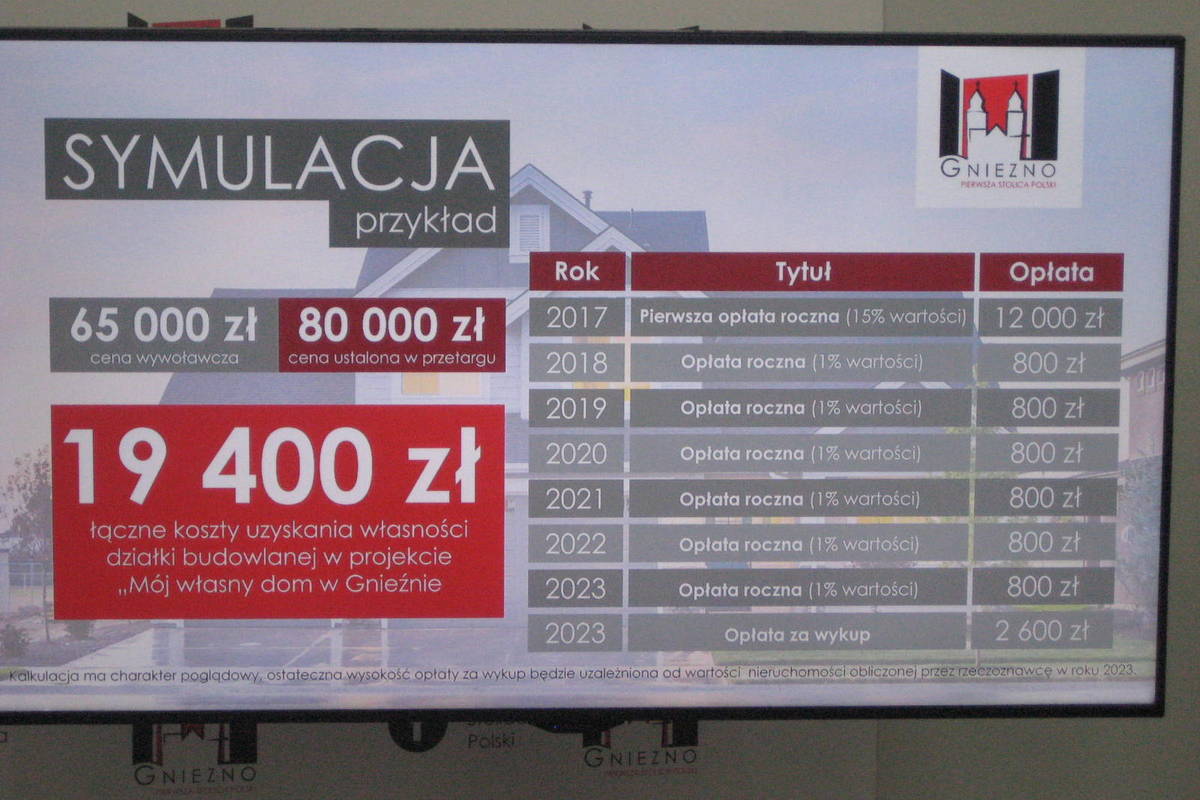 SYMULACJA
przykład
GNIEZNO
PIERWSZA STOLICA POLSKI
65 000 zł
cena wywoławcza
80 000 zł
cena ustalona w przetargu
19 400 zł
łączne koszty uzyskania własności
działki budowlanej w projekcie
„Mój własny dom w Gnieźnie
Rok Tytuł Opłata
2017 Pierwsza opłata roczna (15% wartości) 12 000 zł
2018 Opłata roczna (1% wartości) 800 zł
2019 Opłata roczna (1% wartości) 800 zł
2020 Opłata roczna (1% wartości) 800 zł
2021 Opłata roczna (1% wartości) 800 zł
2022 Opłata roczna (1% wartości) 800 zł
2023 Opłata roczna (1% wartości) 800 zł
2023 Opłata za wykup 2 600 zł
Kalkulacja ma charakter poglądowy, ostateczna wysokość opłaty za wykup będzie uzależniona od wartości nieruchomości obliczonej przez rzeczoznawcę w roku 2023.
Polski
GNIEZNO
PIERWSZA STOLICA POLSKI
GNIEZNO